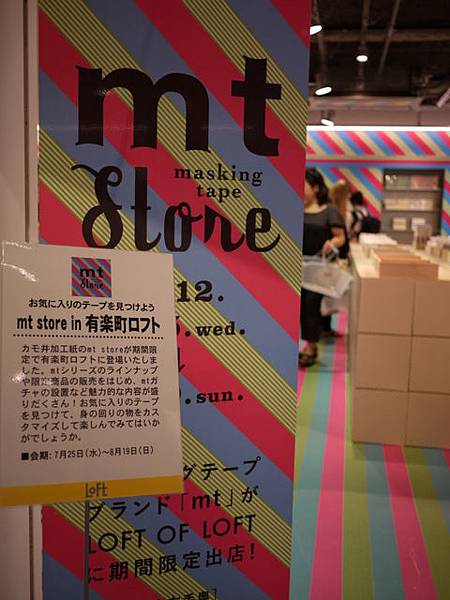 mt
store
masking
tape
12.
.wed.
.sun.
mt
store
お気に入りのテープを見つけよう
mt store in 有楽町ロフト
カモ井加工紙のmt storeが期間限
定で有楽町ロフトに登場いたしま
した。mtシリーズのラインナップ
や限定商品の販売をはじめ、mtガ
チャの設置など魅力的な内容が盛
りだくさん！お気に入りのテープ
を見つけて、身の回りの物をカス
タマイズして楽しんでみてはいか
がでしょうか。
■会期：7月25日(水)～8月19日(日)
Loft
グテープ
ブランド「mt」が
LOFT OF LOFT
に期間限定出店！